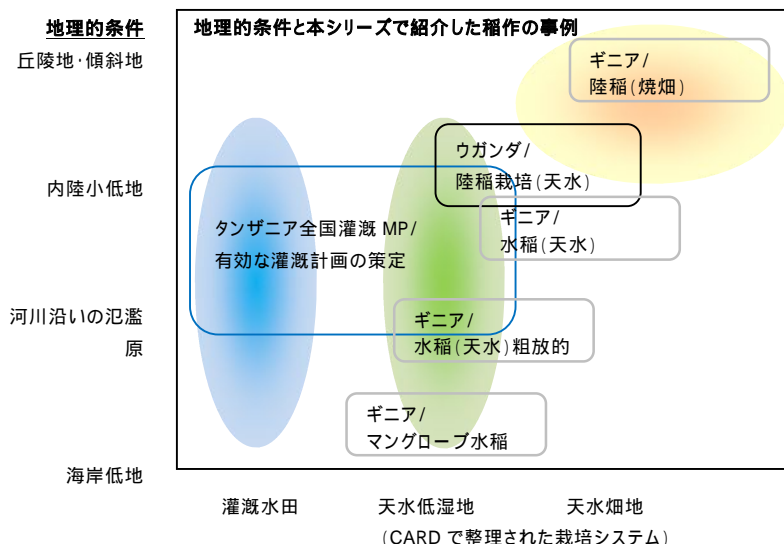 地理的条件
地理的条件と本シリーズで紹介した稲作の事例
丘陵地・傾斜地
ギニア/
陸稲(焼畑)
ウガンダ/
陸稲栽培(天水)
内陸小低地
ギニア/
水稲(天水)
タンザニア全国灌漑 MP/
有効な灌漑計画の策定
河川沿いの氾濫
原
ギニア/
水稲(天水)粗放的
ギニア/
マングローブ水稲
海岸低地
灌漑水田
天水低湿地
天水畑地
(CARD で整理された栽培システム)